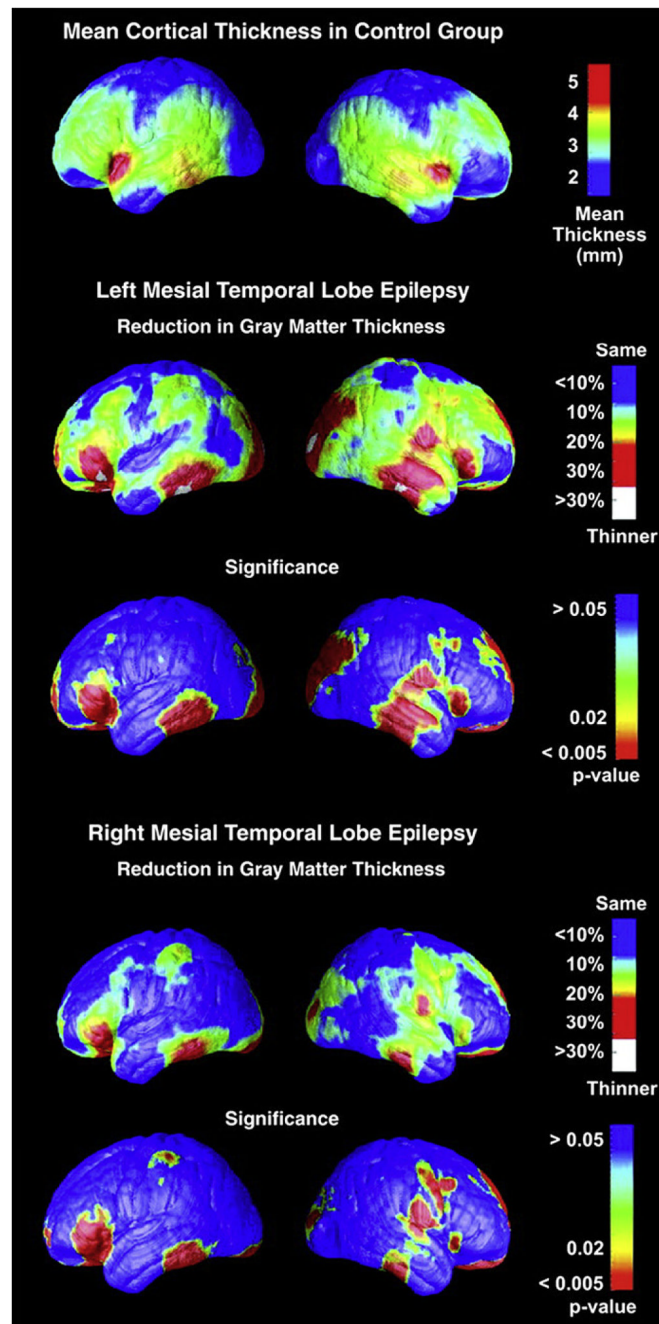 Mean Cortical Thickness in Control Group
5
4
3
2
Mean
Thickness
(mm)
Left Mesial Temporal Lobe Epilepsy
Reduction in Gray Matter Thickness
Same
<10%
10%
20%
30%
>30%
Thinner
Significance
> 0.05
0.02
< 0.005
p-value
Right Mesial Temporal Lobe Epilepsy
Reduction in Gray Matter Thickness
Same
<10%
10%
20%
30%
>30%
Thinner
Significance
> 0.05
0.02
< 0.005
p-value